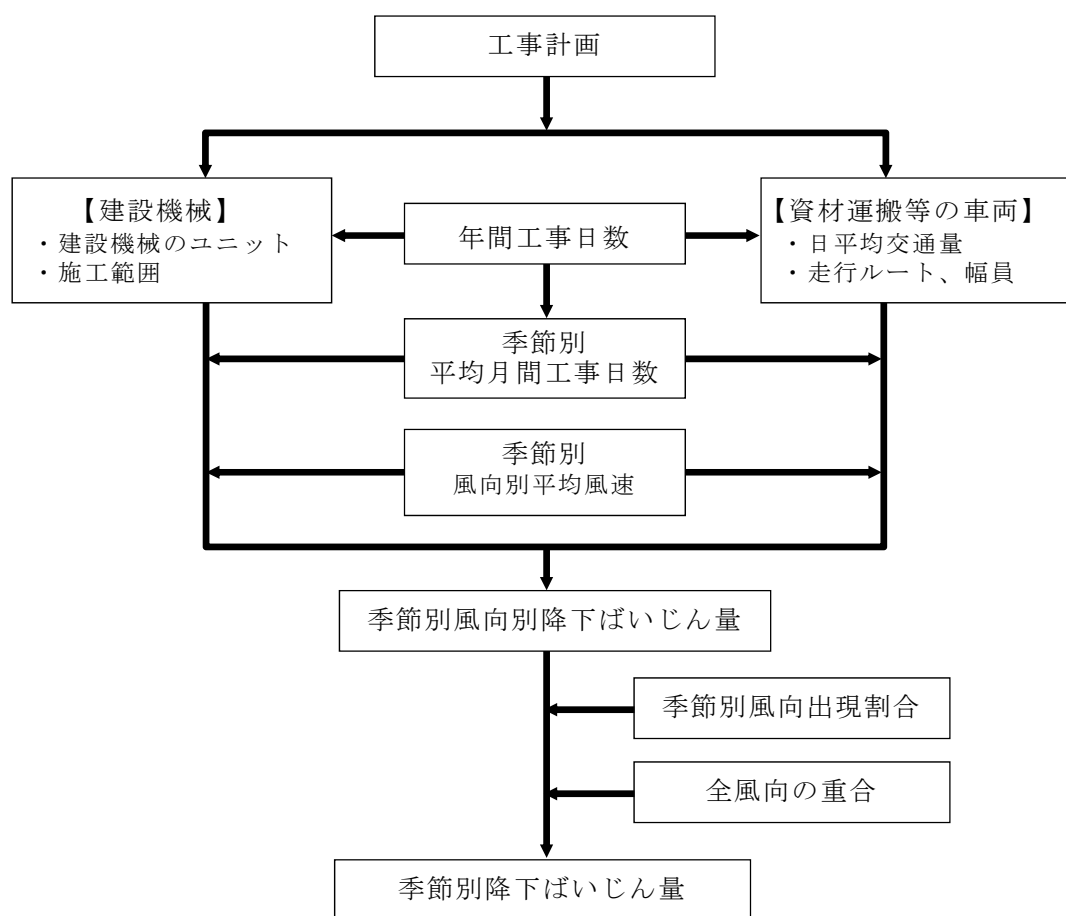 工事計画
【建設機械】
・建設機械のユニット
・施工範囲
年間工事日数
【資材運搬等の車両】
・日平均交通量
・走行ルート、幅員
季節別
平均月間工事日数
季節別
風向別平均風速
季節別風向別降下ばいじん量
季節別風向出現割合
全風向の重合
季節別降下ばいじん量